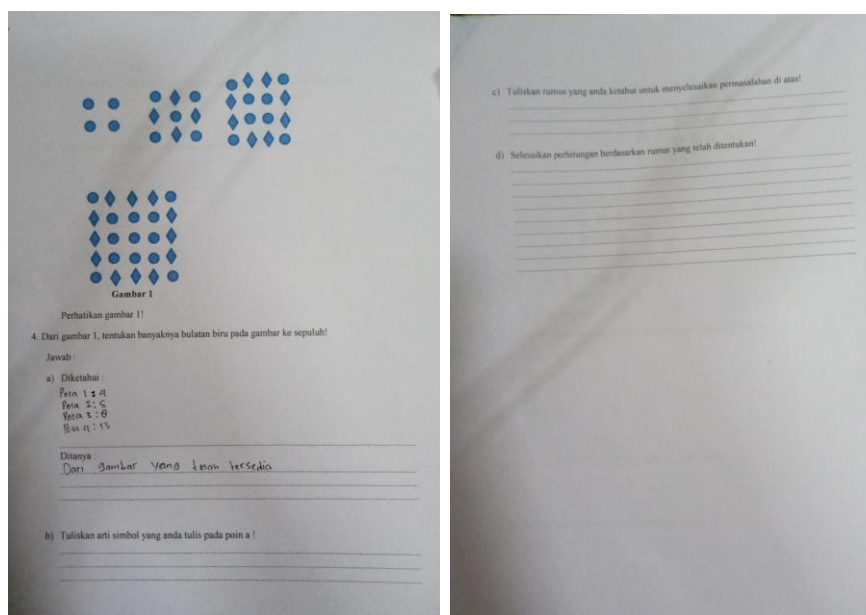 Gambar 1
Perhatikan gambar 1!
4. Dari gambar 1, tentukan banyaknya bulatan biru pada gambar ke sepuluh!
Jawab :
a) Diketahui :
Pola 1 : 4
Pola 2 : 5
Pola 3 : 8
Pola 4 : 13
Ditanya :
Dari gambar yang telah tersedia
b) Tuliskan arti simbol yang anda tulis pada poin a !
c) Tuliskan rumus yang anda ketahui untuk menyelesaikan permasalahan di atas!
d) Selesaikan perhitungan berdasarkan rumus yang telah ditentukan!